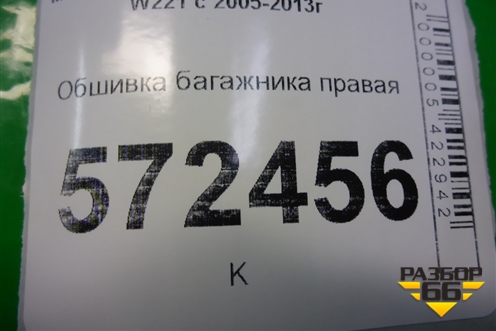 W221 с 2005-2013г
Обшивка багажника правая
572456
К
2000005422942
РАЗБОР
66